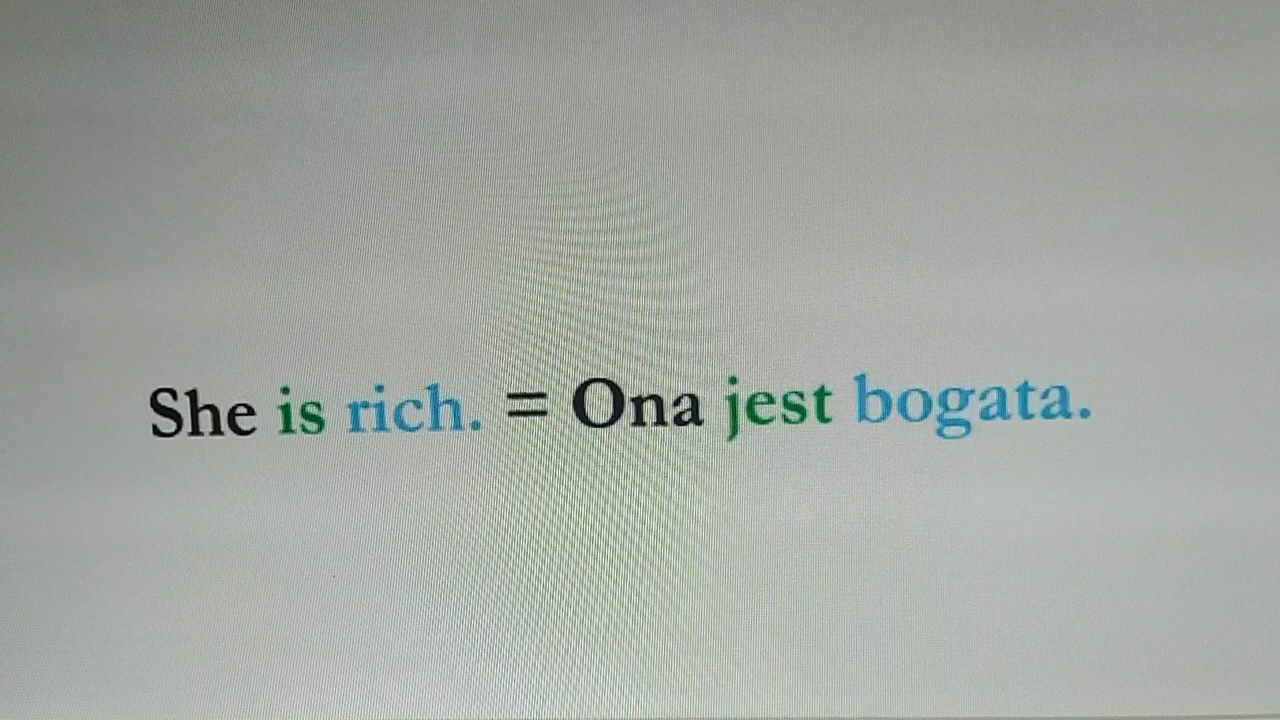 She is rich. = Ona jest bogata.